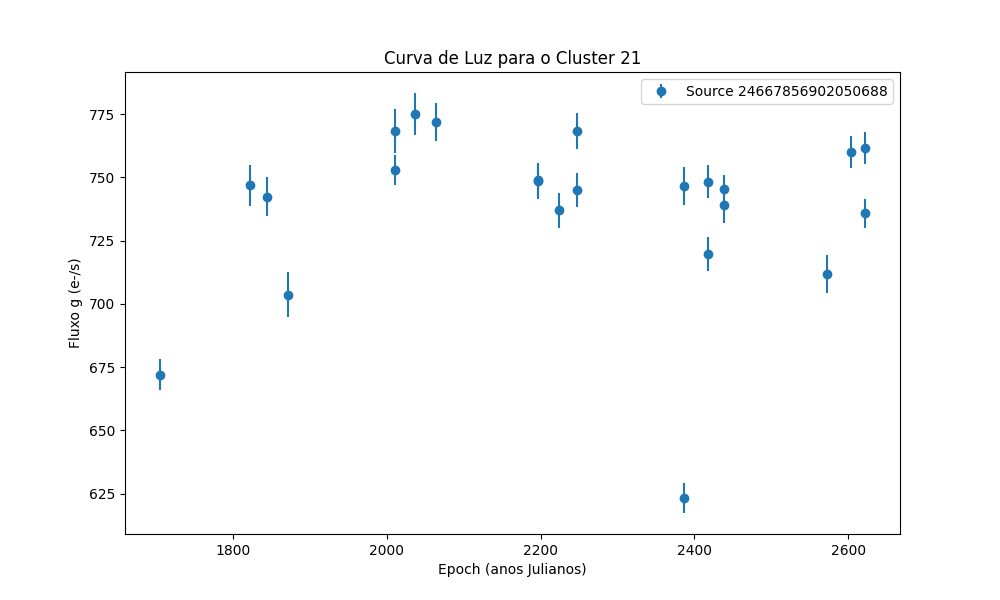 Curva de Luz para o Cluster 21
Source 24667856902050688
775
750
725
700
675
650
625
Fluxo g (e-/s)
1800 2000 2200 2400 2600
Epoch (anos Julianos)